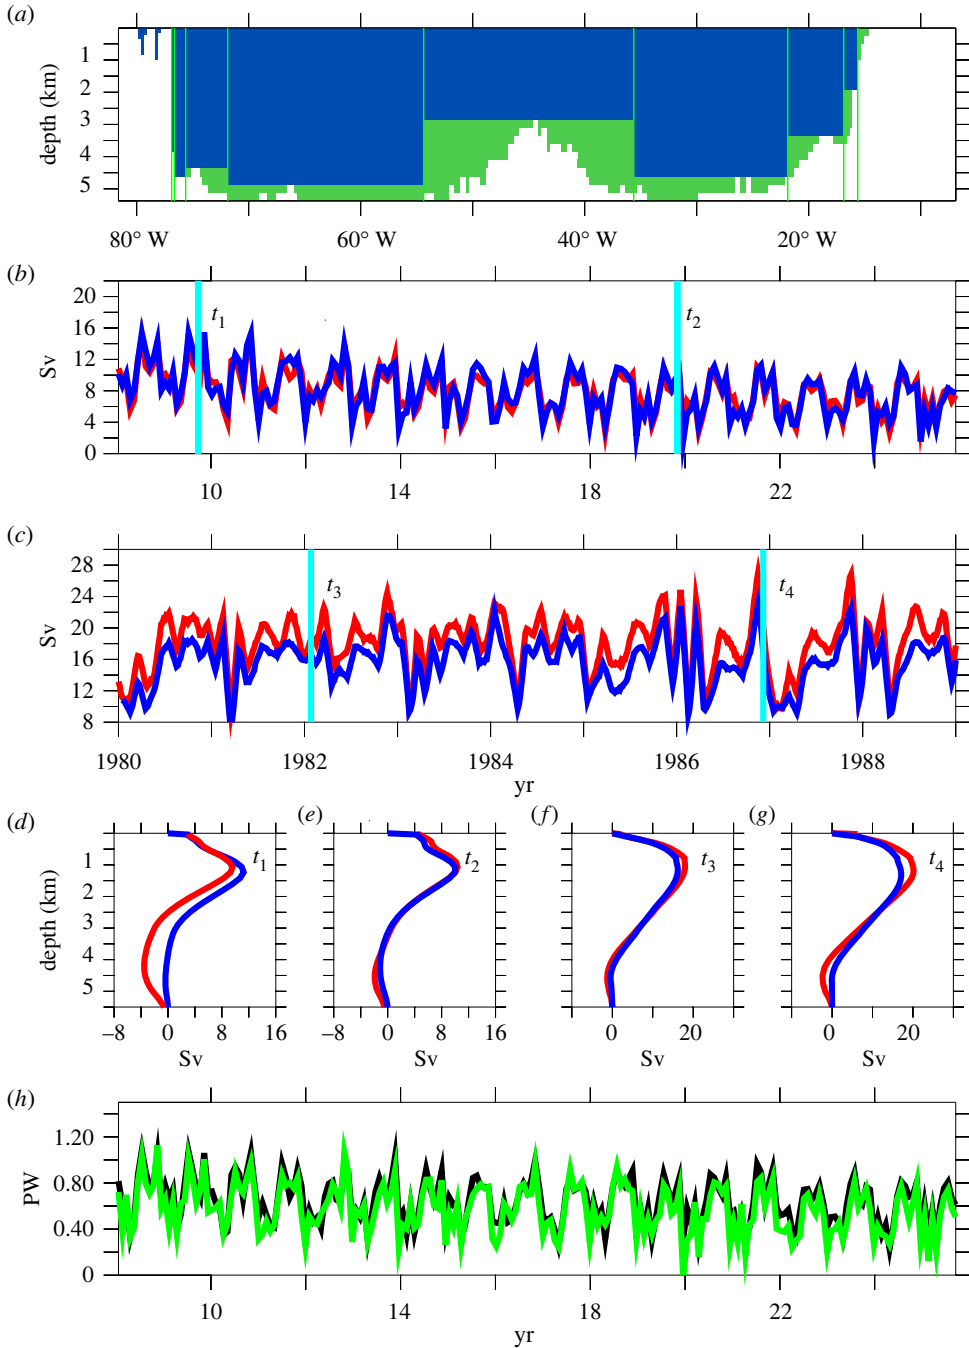 (a)
depth (km)
1
2
3
4
5
80° W
60° W
40° W
20° W
(b)
Sv
20
16
12
8
4
0
t1
t2
10
14
18
22
(c)
Sv
28
24
20
16
12
8
t3
t4
1980
1982
1984
1986
1988
yr
(d)
(e)
(f)
(g)
depth (km)
1
2
3
4
5
t1
t2
t3
t4
−8
0
8
16
−8
0
8
16
0
20
0
20
Sv
Sv
Sv
Sv
(h)
PW
1.20
0.80
0.40
0
10
14
18
22
yr